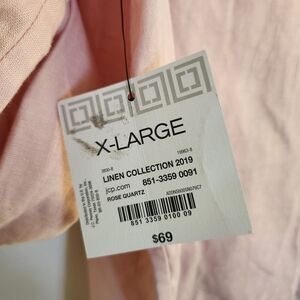 X-LARGE
LINEN COLLECTION 2019
jcp.com 851-3359 0091
ROSE QUARTZ
851 3359 0100 09
$69